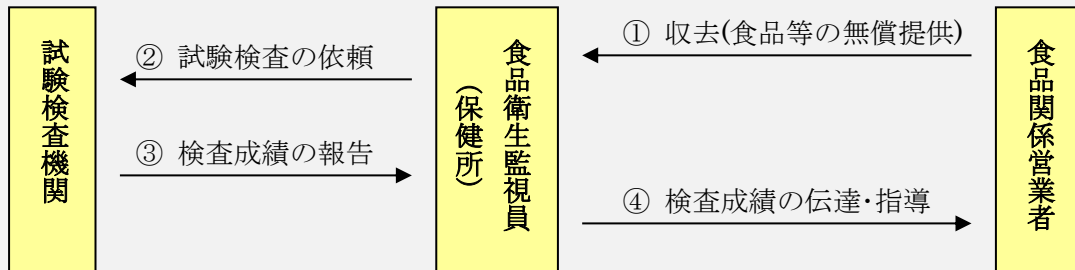 試験検査機関
② 試験検査の依頼
③ 検査成績の報告
食品衛生監視員
(保健所)
① 収去(食品等の無償提供)
④ 検査成績の伝達・指導
食品関係営業者